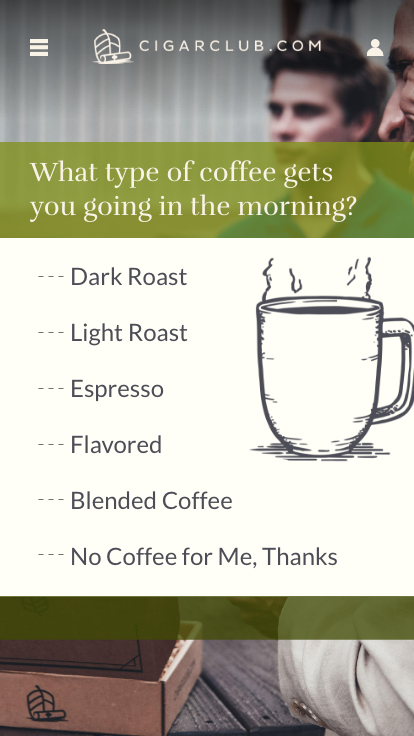 CIGARCLUB.COM
What type of coffee gets
you going in the morning?
--- Dark Roast
--- Light Roast
--- Espresso
--- Flavored
--- Blended Coffee
--- No Coffee for Me, Thanks